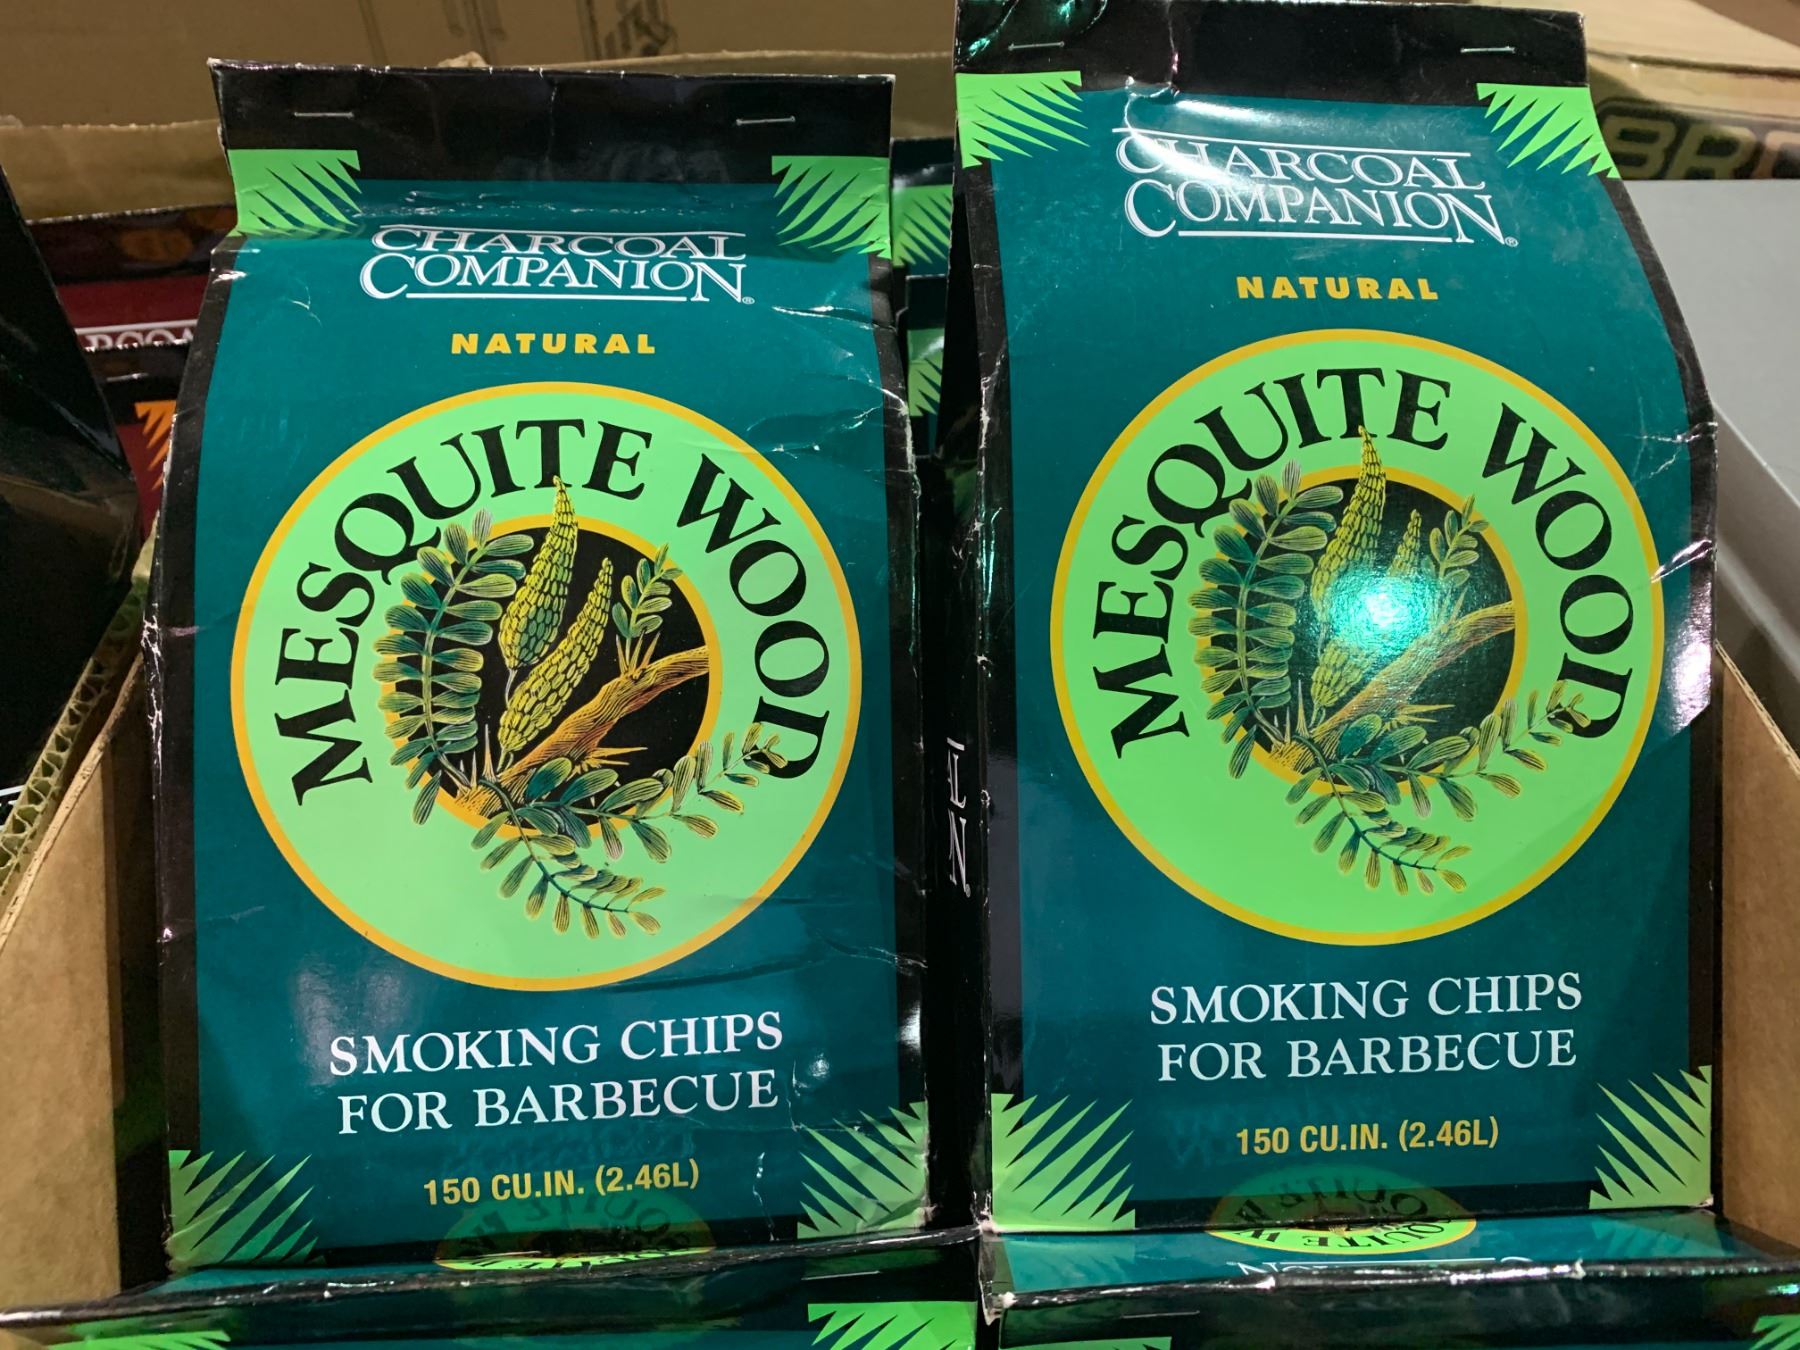 CHARCOAL
COMPANION®
NATURAL
MESQUITE WOOD
SMOKING CHIPS
FOR BARBECUE
150 CU.IN. (2.46L)
CHARCOAL
COMPANION®
NATURAL
MESQUITE WOOD
SMOKING CHIPS
FOR BARBECUE
150 CU.IN. (2.46L)